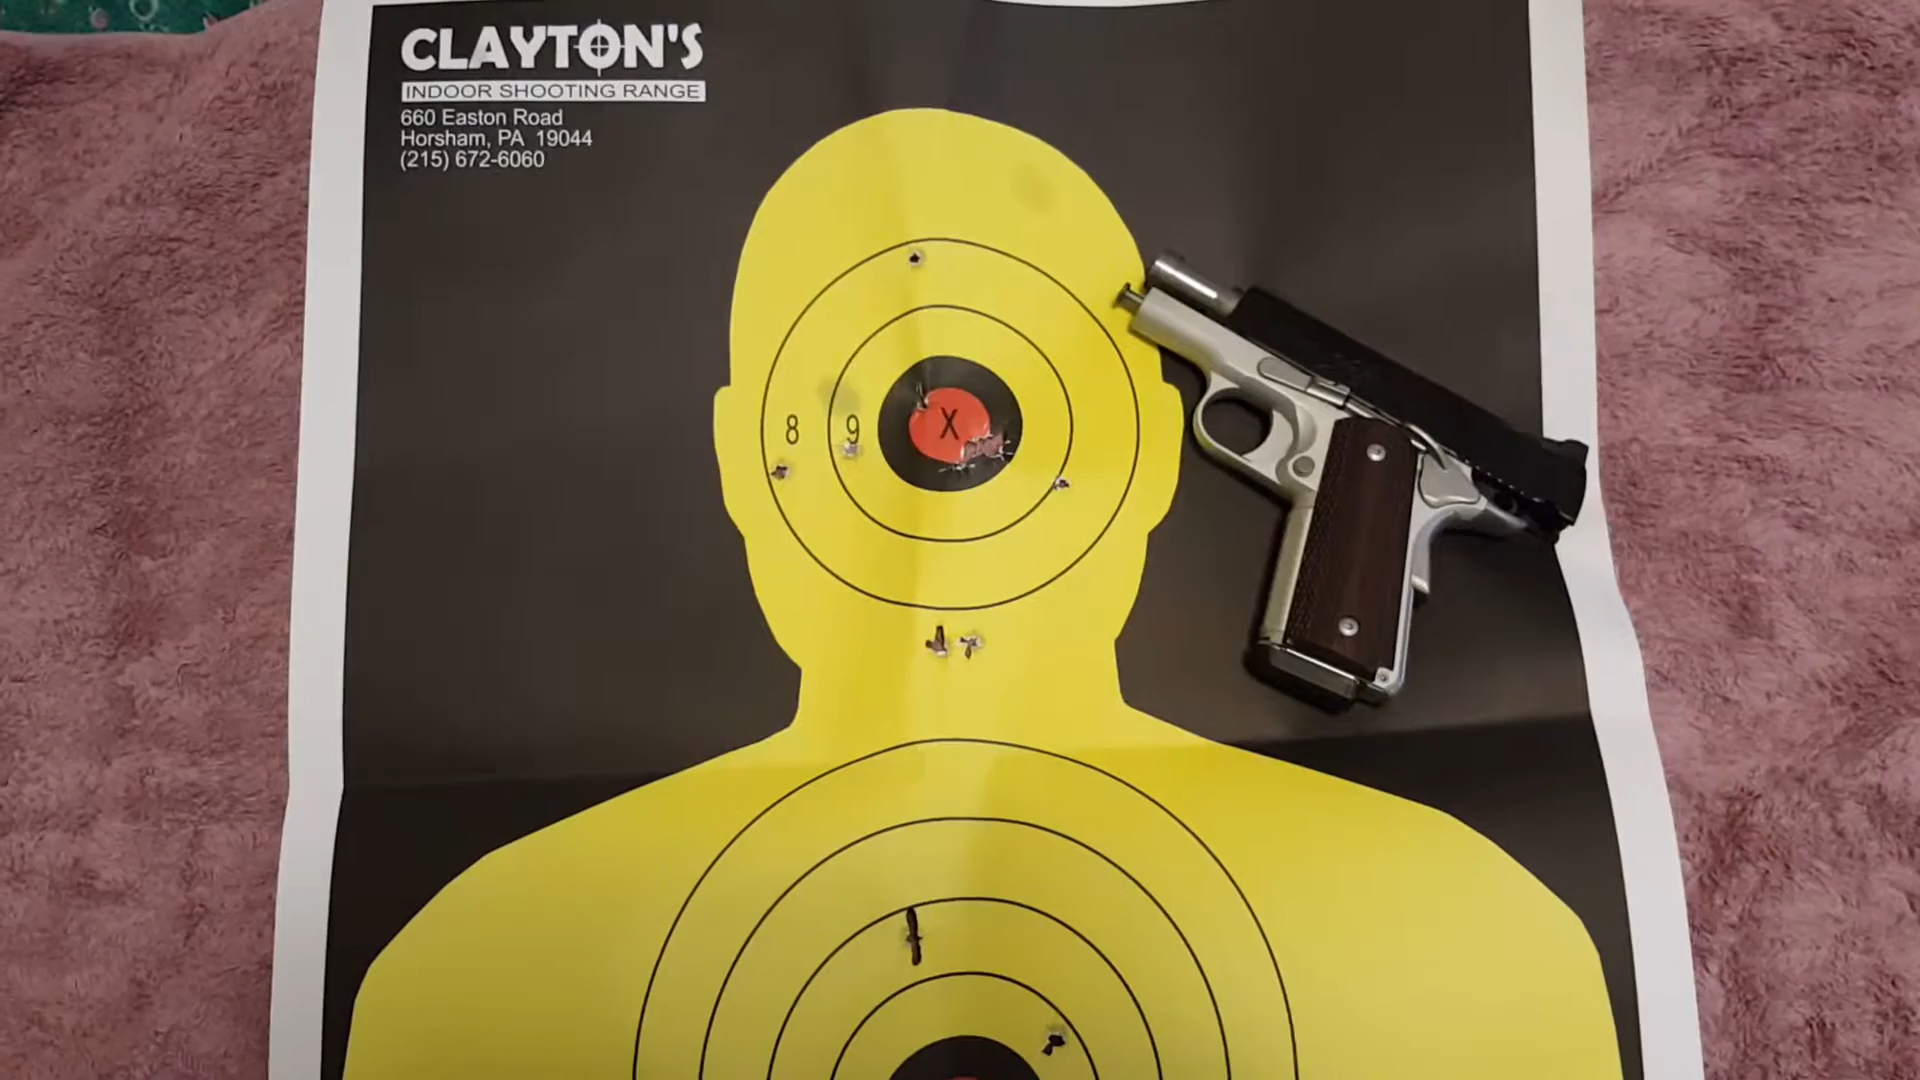 CLAYTON'S
INDOOR SHOOTING RANGE
660 Easton Road
Horsham, PA 19044
(215) 672-6060
8 9 X